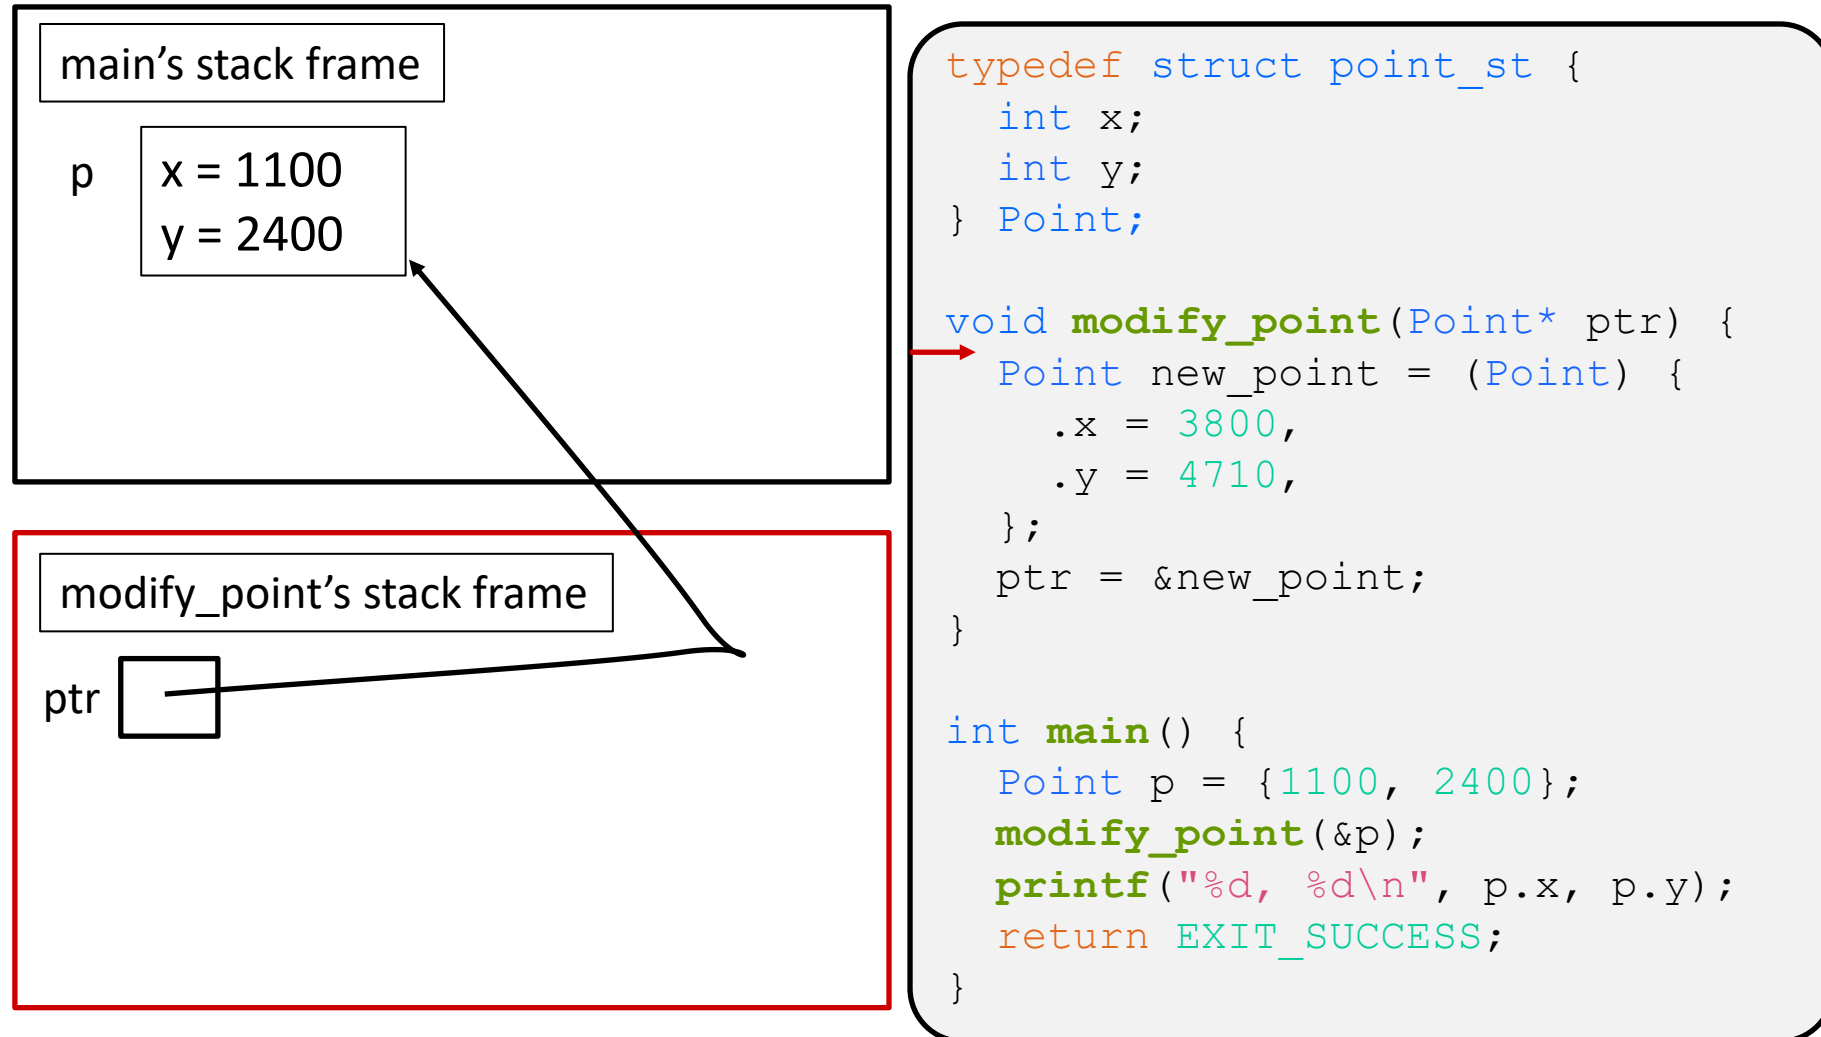 main’s stack frame
p
x = 1100
y = 2400
modify_point’s stack frame
ptr
typedef struct point_st {
  int x;
  int y;
} Point;

void modify_point(Point* ptr) {
  Point new_point = (Point) {
    .x = 3800,
    .y = 4710,
  };
  ptr = &new_point;
}

int main() {
  Point p = {1100, 2400};
  modify_point(&p);
  printf("%d, %d\n", p.x, p.y);
  return EXIT_SUCCESS;
}